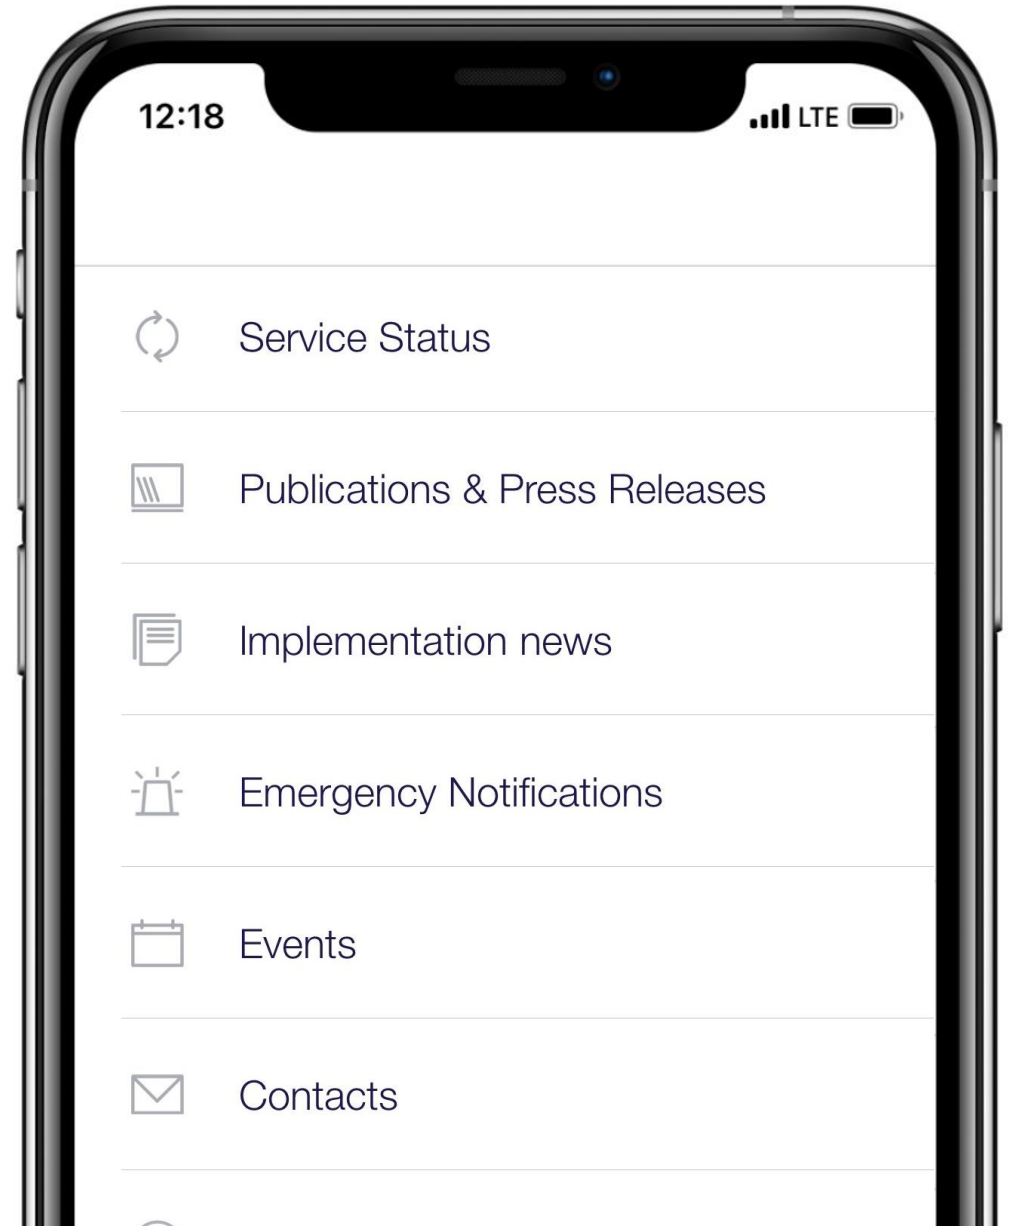 12:18 LTE
Service Status
Publications & Press Releases
Implementation news
Emergency Notifications
Events
Contacts